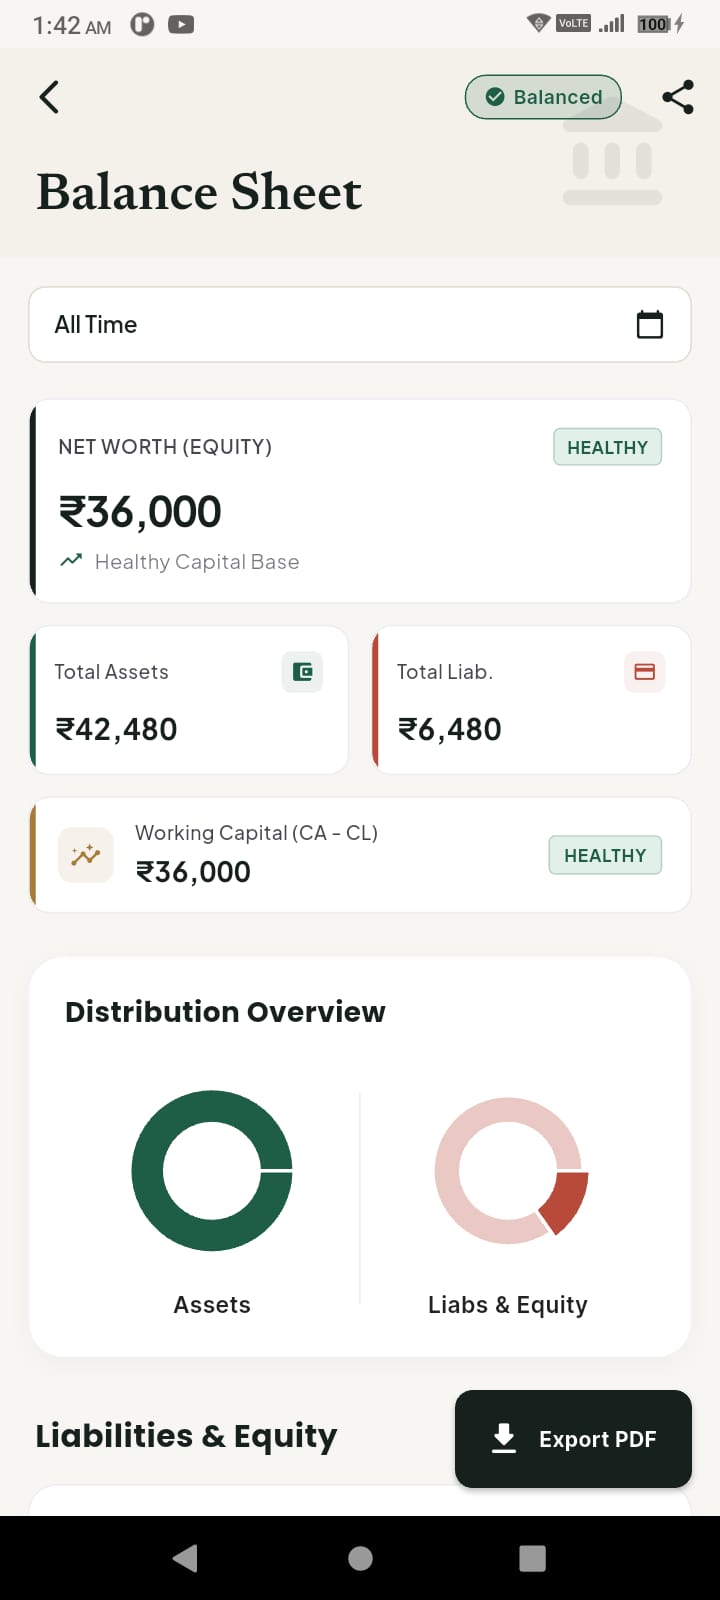 1:42 AM
VoLTE
100
Balanced
Balance Sheet
All Time
NET WORTH (EQUITY)
HEALTHY
₹36,000
Healthy Capital Base
Total Assets
₹42,480
Total Liab.
₹6,480
Working Capital (CA - CL)
₹36,000
HEALTHY
Distribution Overview
Assets
Liabs & Equity
Liabilities & Equity
Export PDF